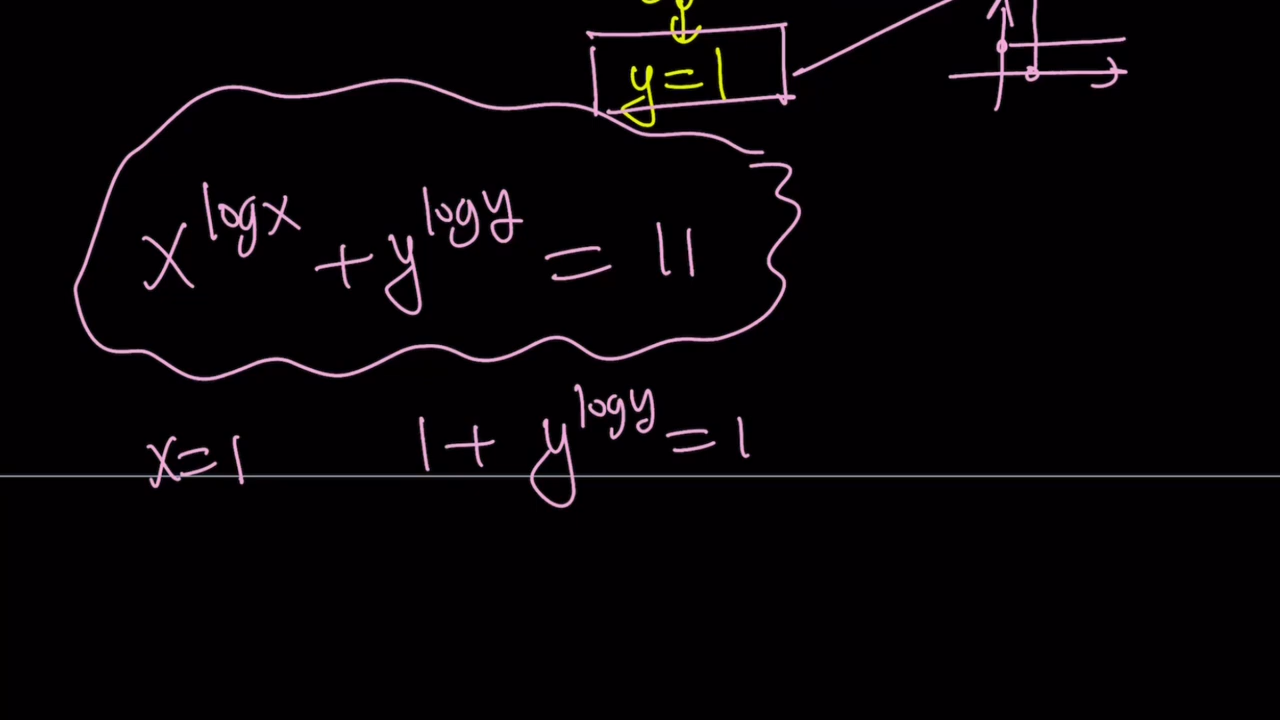 y = 1
x^{log x} + y^{log y} = 11
x = 1 1 + y^{log y} = 1